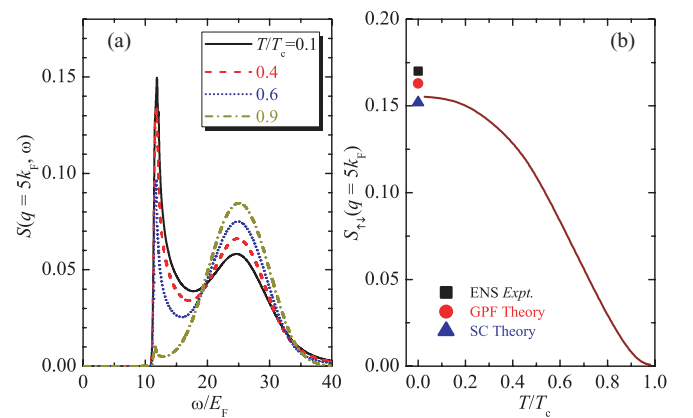 (a)
T/Tc=0.1
0.4
0.6
0.9
S(q = 5kF, ω)
0.15
0.10
0.05
0.00
0 10 20 30 40
ω/EF
(b)
S↑↓(q = 5kF)
0.20
0.15
0.10
0.05
0.00
ENS Expt.
GPF Theory
SC Theory
0.0 0.2 0.4 0.6 0.8 1.0
T/Tc